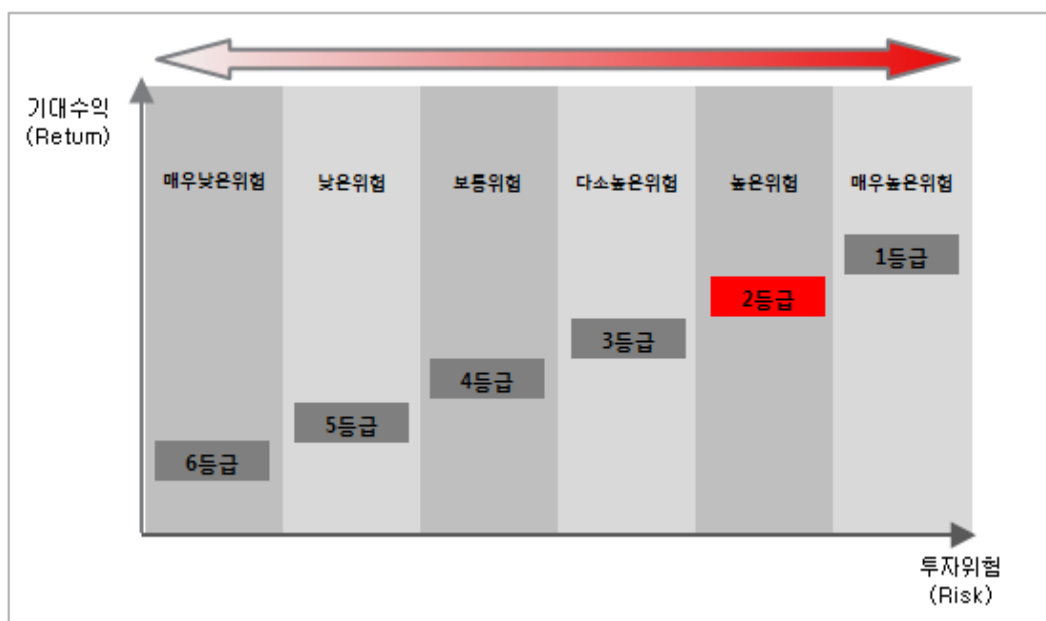 기대수익
(Return)
매우낮은위험 낮은위험 보통위험 다소높은위험 높은위험 매우높은위험
1등급
2등급
3등급
4등급
5등급
6등급
투자위험
(Risk)